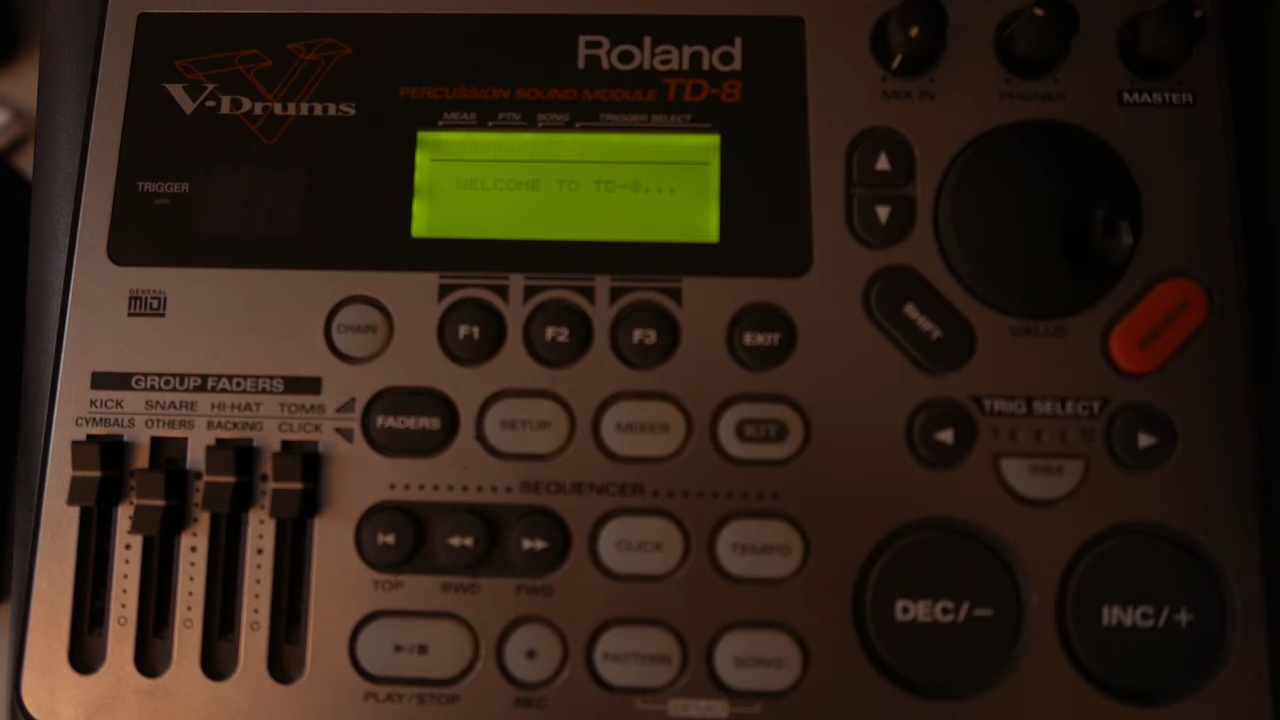 Roland
V-Drums
PERCUSSION SOUND MODULE TD-8
MIX IN
PHONES
MASTER
MEAS PTN SONG TRIGGER SELECT
WELCOME TO TD-8...
TRIGGER
GENERAL
MIDI
CHAIN
F1
F2
F3
EXIT
SHIFT
VALUE
GROUP FADERS
KICK SNARE HI-HAT TOMS
CYMBALS OTHERS BACKING CLICK
FADERS
SETUP
MIXER
KIT
TRIG SELECT
SEQUENCER
CLICK
TEMPO
TOP
BWD
FWD
DEC/−
INC/+
PATTERN
SONG
PLAY/STOP
REC
DEMO